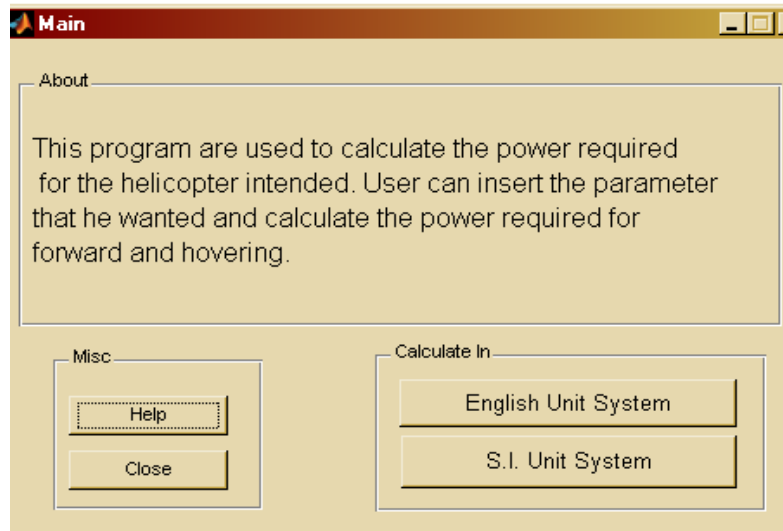 Main
About
This program are used to calculate the power required
for the helicopter intended. User can insert the parameter
that he wanted and calculate the power required for
forward and hovering.
Misc
Help
Close
Calculate In
English Unit System
S.I. Unit System